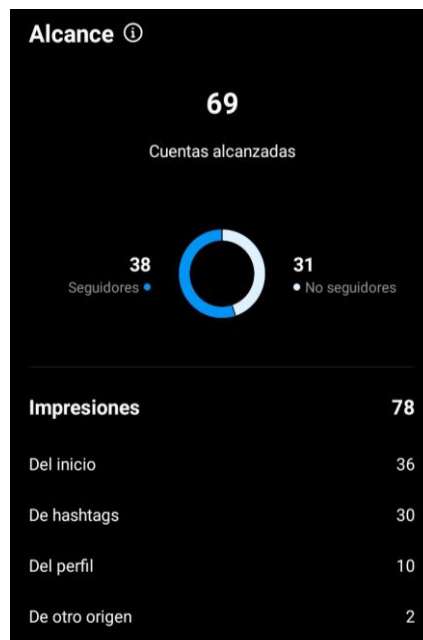 Alcance
69
Cuentas alcanzadas
38
Seguidores
31
No seguidores
Impresiones 78
Del inicio 36
De hashtags 30
Del perfil 10
De otro origen 2